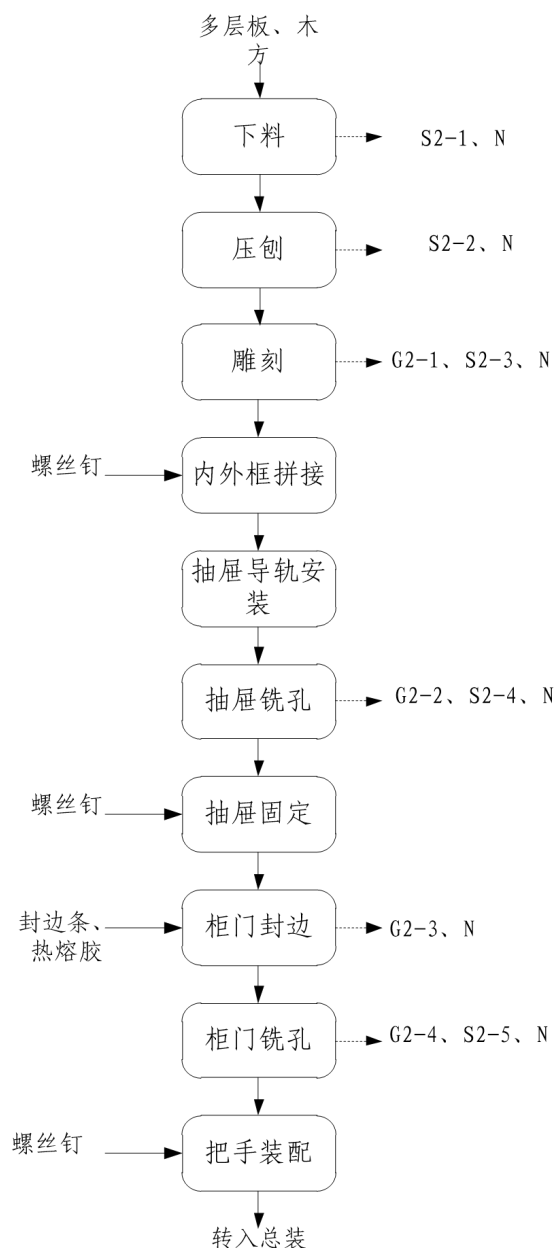 多层板、木
方
下料
S2-1、N
压刨
S2-2、N
雕刻
G2-1、S2-3、N
螺丝钉
内外框拼接
抽屉导轨安
装
抽屉铣孔
G2-2、S2-4、N
螺丝钉
抽屉固定
封边条、
热熔胶
柜门封边
G2-3、N
柜门铣孔
G2-4、S2-5、N
螺丝钉
把手装配
转入总装